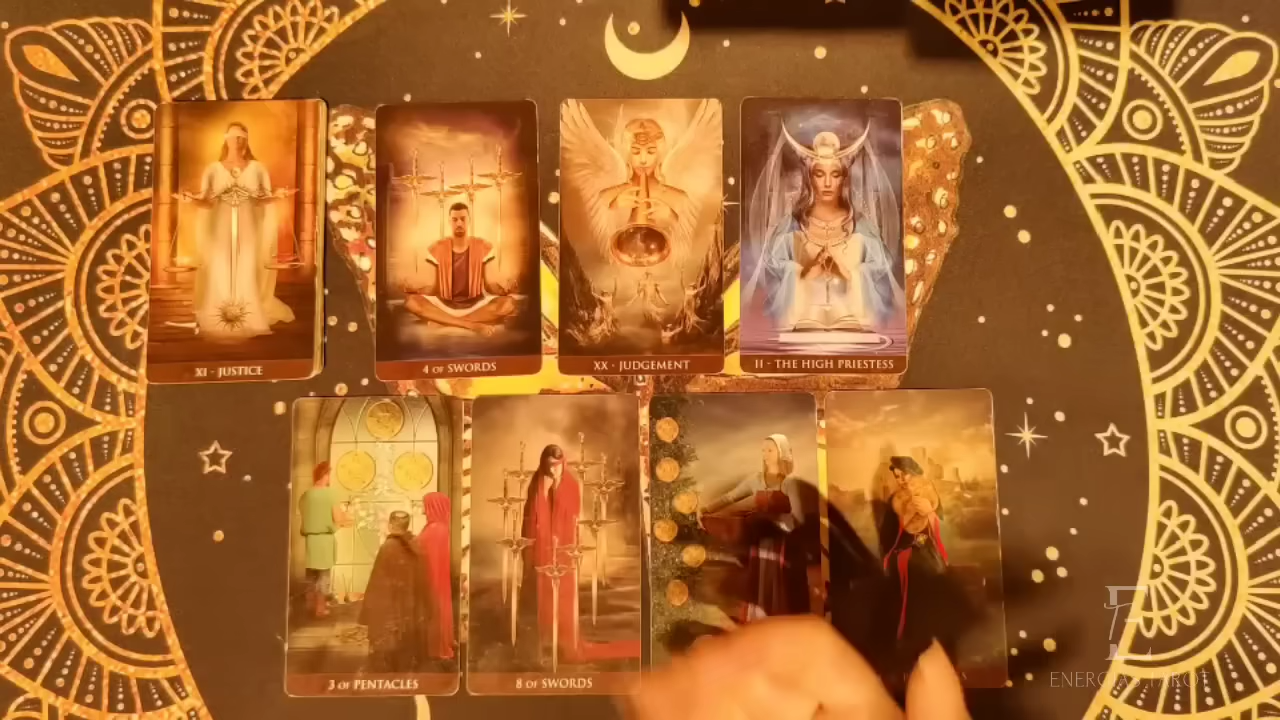 XI - JUSTICE
4 OF SWORDS
XX - JUDGEMENT
II - THE HIGH PRIESTESS
3 OF PENTACLES
8 OF SWORDS
E
ENERGIAS TAROT